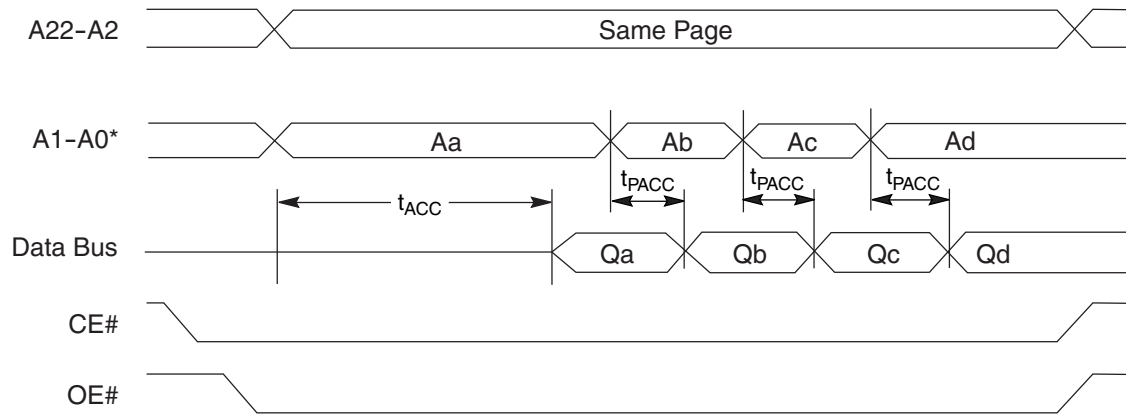 A22-A2
Same Page
A1-A0*
Aa
Ab
Ac
Ad
tACC
tPACC
tPACC
tPACC
Data Bus
Qa
Qb
Qc
Qd
CE#
OE#